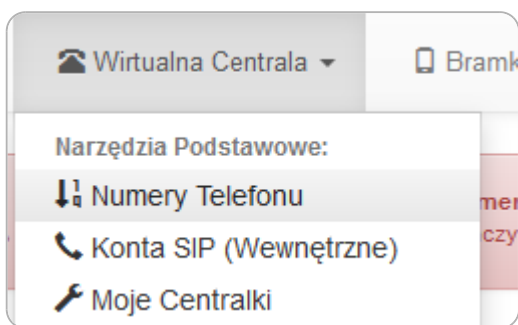 Wirtualna Centrala
Narzędzia Podstawowe:
Numery Telefonu
Konta SIP (Wewnętrzne)
Moje Centralki